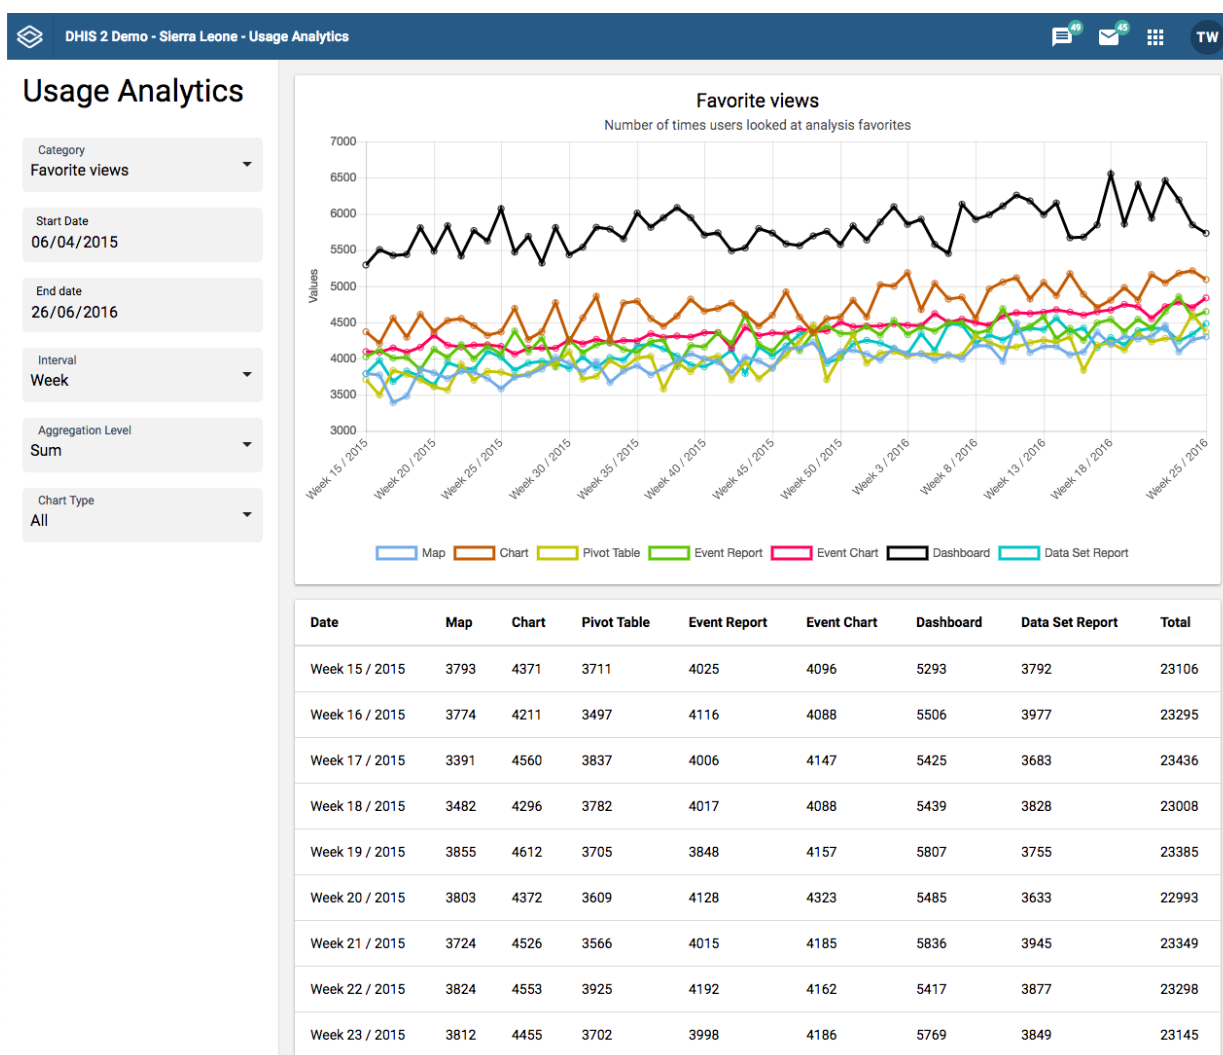 DHIS 2 Demo - Sierra Leone - Usage Analytics
49
45
TW
Usage Analytics
Category
Favorite views
Start Date
06/04/2015
End date
26/06/2016
Interval
Week
Aggregation Level
Sum
Chart Type
All
Favorite views
Number of times users looked at analysis favorites
Values
7000
6500
6000
5500
5000
4500
4000
3500
3000
Week 15 / 2015
Week 20 / 2015
Week 25 / 2015
Week 30 / 2015
Week 35 / 2015
Week 40 / 2015
Week 45 / 2015
Week 50 / 2015
Week 3 / 2016
Week 8 / 2016
Week 13 / 2016
Week 18 / 2016
Week 25 / 2016
Map Chart Pivot Table Event Report Event Chart Dashboard Data Set Report
Date Map Chart Pivot Table Event Report Event Chart Dashboard Data Set Report Total
Week 15 / 2015 3793 4371 3711 4025 4096 5293 3792 23106
Week 16 / 2015 3774 4211 3497 4116 4088 5506 3977 23295
Week 17 / 2015 3391 4560 3837 4006 4147 5425 3683 23436
Week 18 / 2015 3482 4296 3782 4017 4088 5439 3828 23008
Week 19 / 2015 3855 4612 3705 3848 4157 5807 3755 23385
Week 20 / 2015 3803 4372 3609 4128 4323 5485 3633 22993
Week 21 / 2015 3724 4526 3566 4015 4185 5836 3945 23349
Week 22 / 2015 3824 4553 3925 4192 4162 5417 3877 23298
Week 23 / 2015 3812 4455 3702 3998 4186 5769 3849 23145